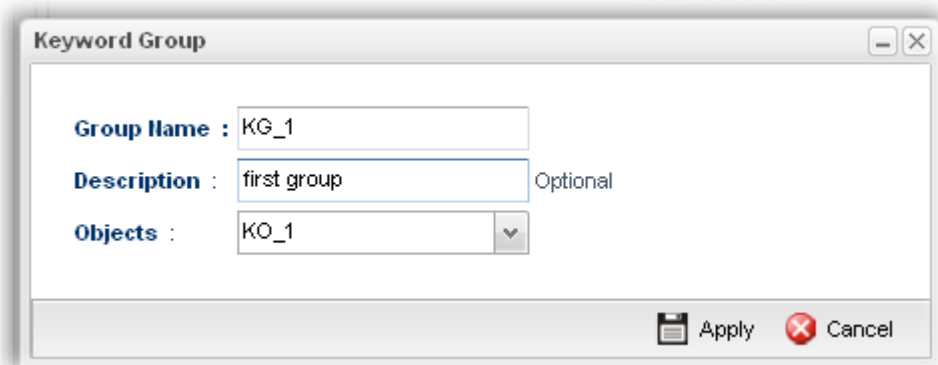 Keyword Group
Group Name : KG_1
Description : first group Optional
Objects : KO_1
Apply Cancel